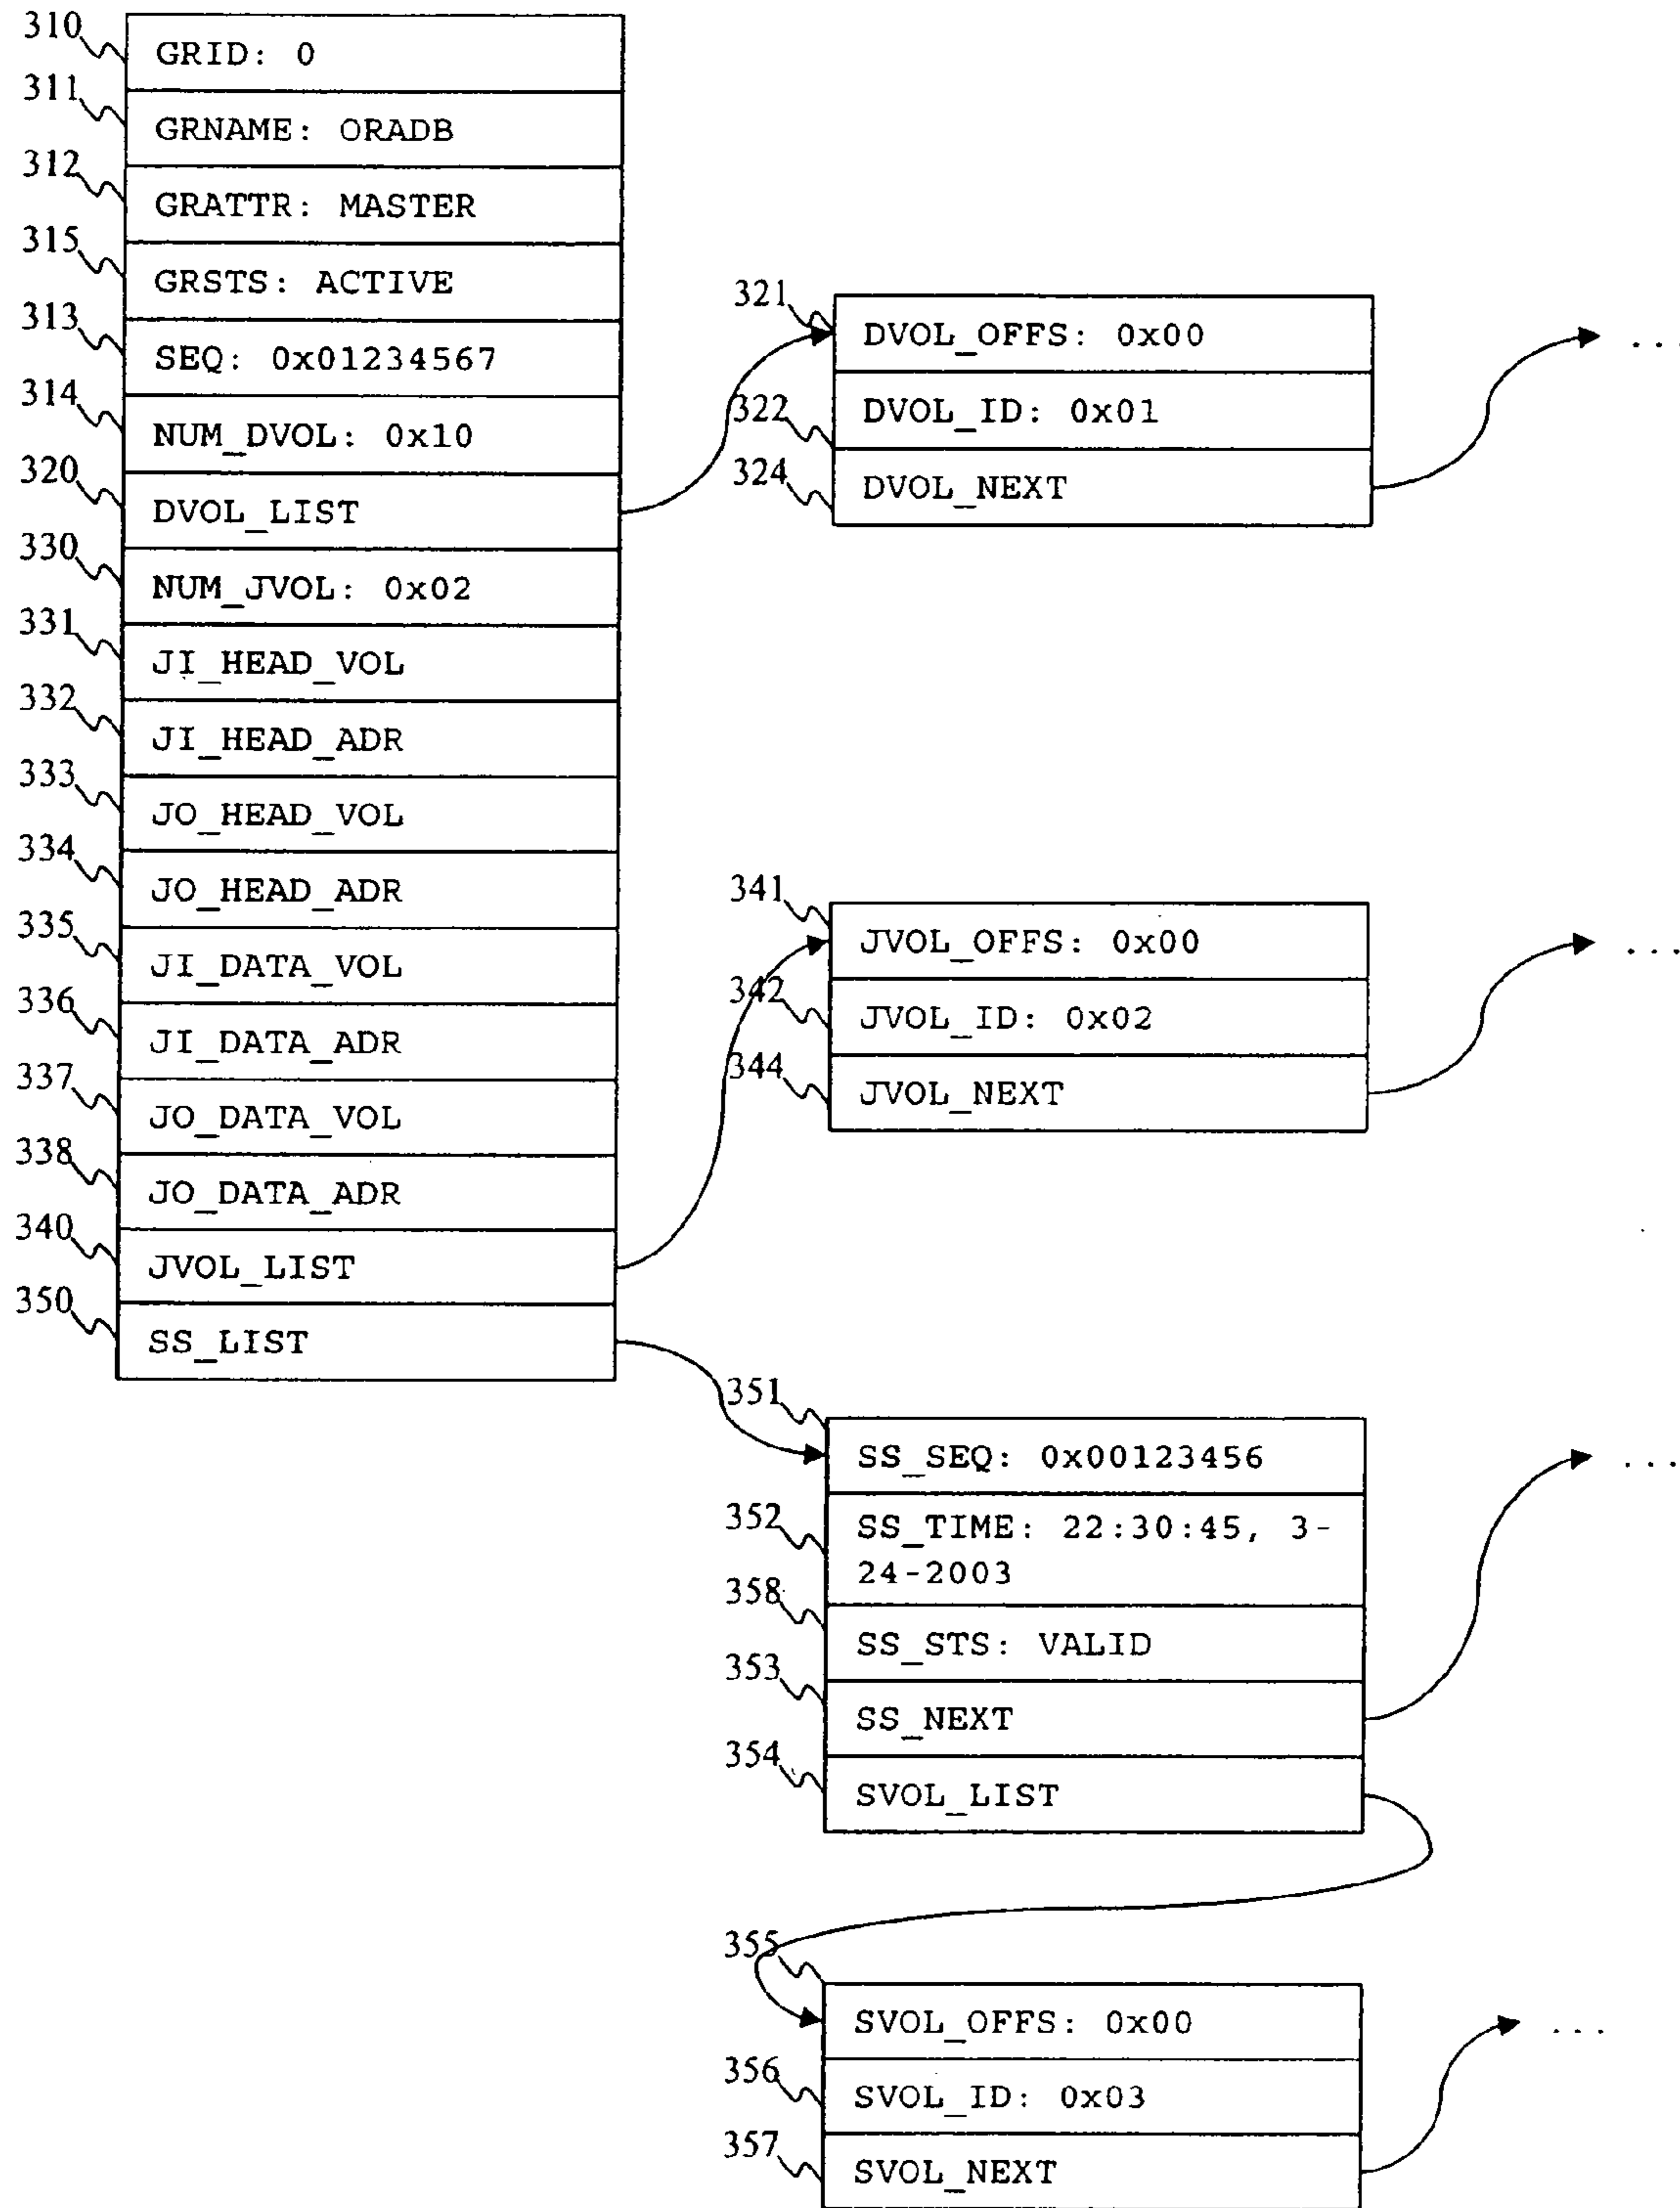 310
GRID: 0
311
GRNAME: ORADB
312
GRATTR: MASTER
315
GRSTS: ACTIVE
313
SEQ: 0x01234567
314
NUM_DVOL: 0x10
320
DVOL_LIST
330
NUM_JVOL: 0x02
331
JI_HEAD_VOL
332
JI_HEAD_ADR
333
JO_HEAD_VOL
334
JO_HEAD_ADR
335
JI_DATA_VOL
336
JI_DATA_ADR
337
JO_DATA_VOL
338
JO_DATA_ADR
340
JVOL_LIST
350
SS_LIST
321
DVOL_OFFS: 0x00
...
322
DVOL_ID: 0x01
324
DVOL_NEXT
341
JVOL_OFFS: 0x00
...
342
JVOL_ID: 0x02
344
JVOL_NEXT
351
SS_SEQ: 0x00123456
...
352
SS_TIME: 22:30:45, 3-
24-2003
358
SS_STS: VALID
353
SS_NEXT
354
SVOL_LIST
355
SVOL_OFFS: 0x00
...
356
SVOL_ID: 0x03
357
SVOL_NEXT